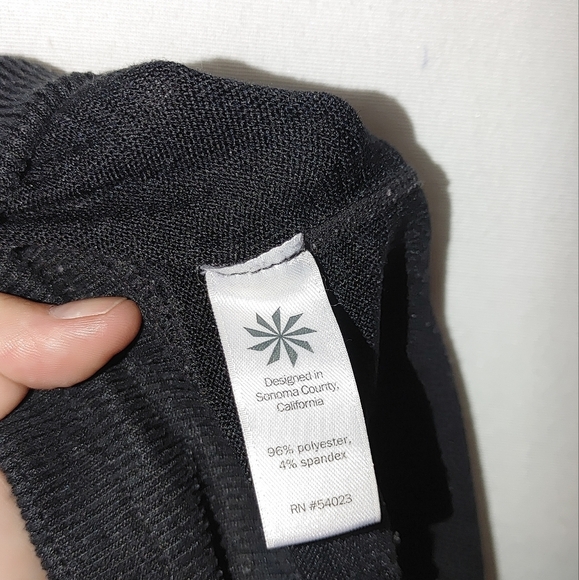 Designed in
Sonoma County,
California
96% polyester,
4% spandex
RN #54023